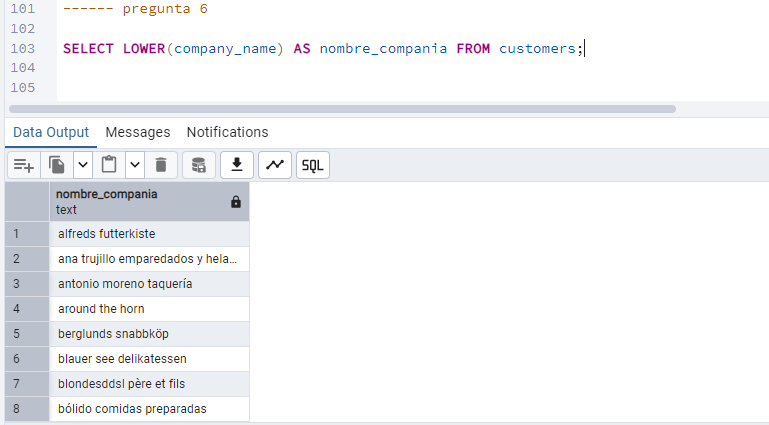 101 ------ pregunta 6
102
103 SELECT LOWER(company_name) AS nombre_compania FROM customers;
104
105
Data Output Messages Notifications
SQL
nombre_compania
text
1 alfreds futterkiste
2 ana trujillo emparedados y hela...
3 antonio moreno taquería
4 around the horn
5 berglunds snabbköp
6 blauer see delikatessen
7 blondesddsl père et fils
8 bólido comidas preparadas